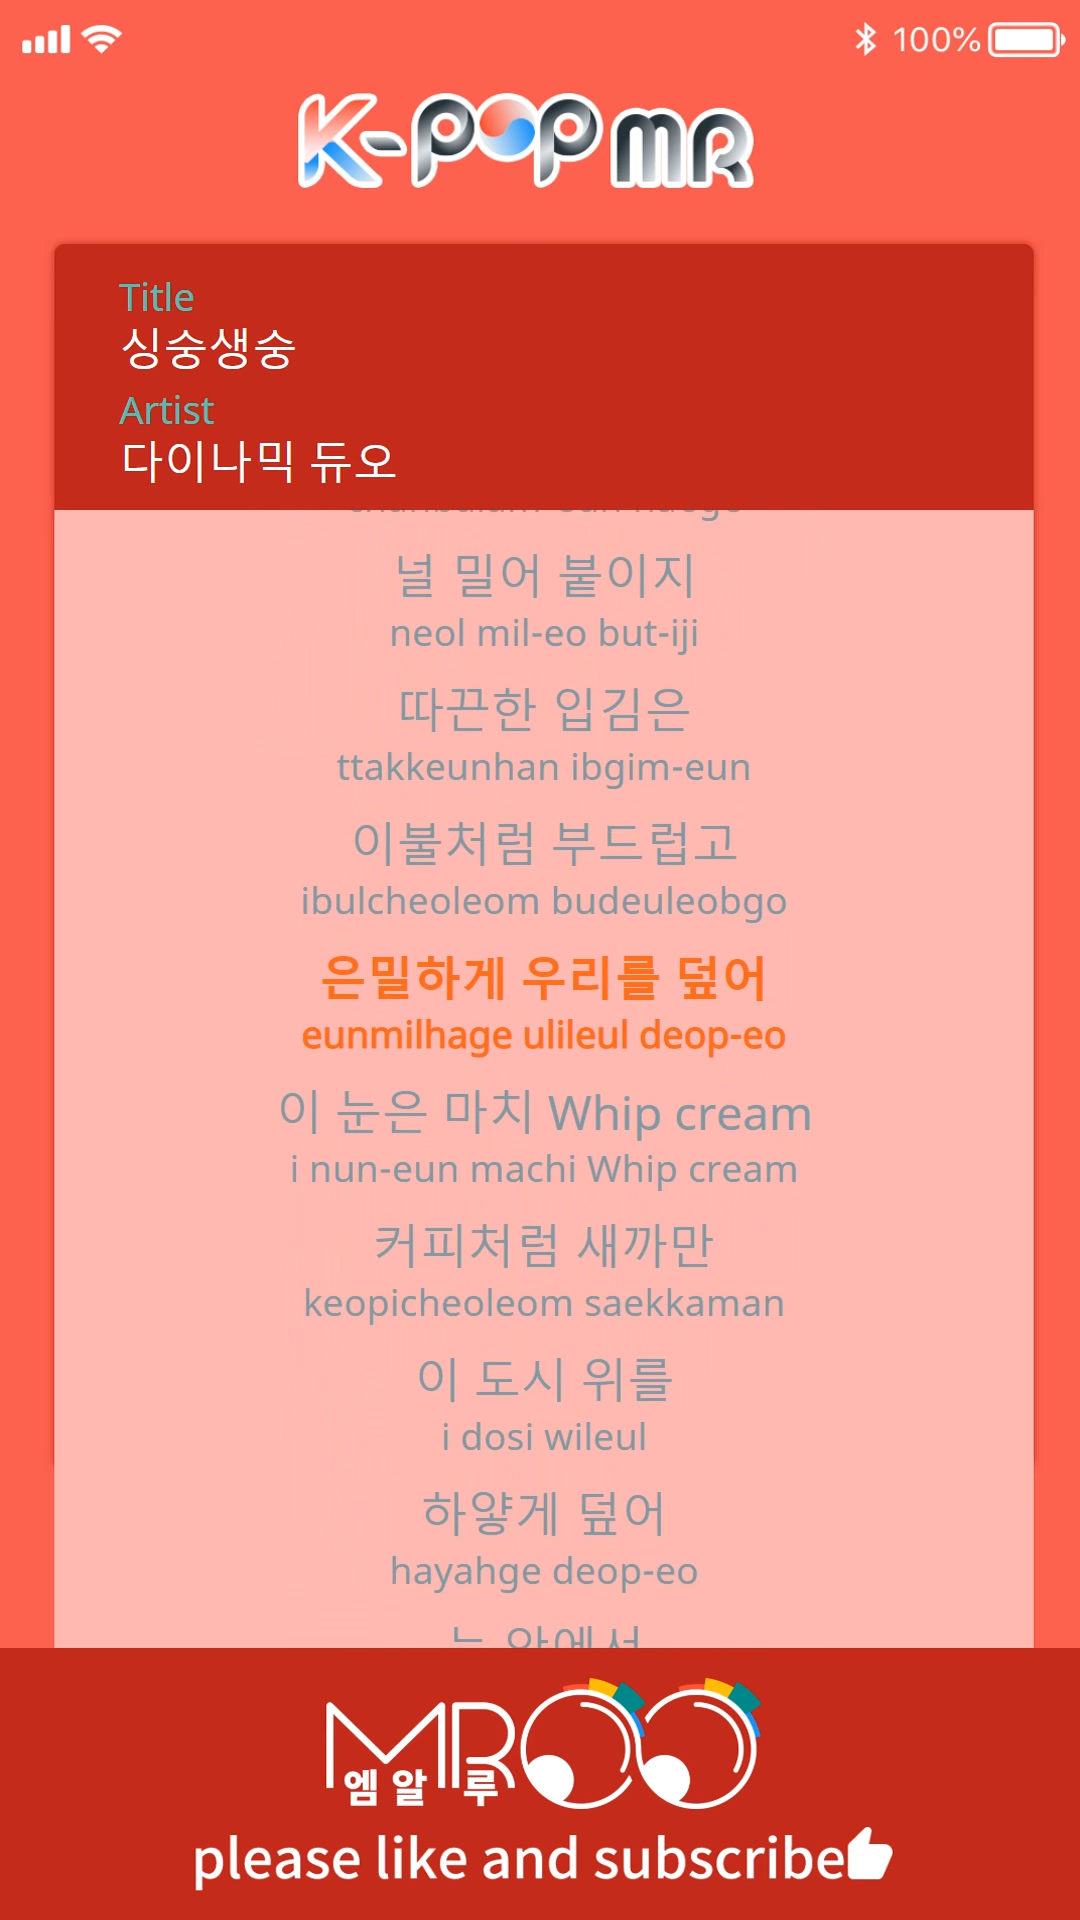 100%
K-POP MR
Title
싱숭생숭
Artist
다이나믹 듀오
널 밀어 붙이지
neol mil-eo but-iji
따끈한 입김은
ttakkeunhan ibgim-eun
이불처럼 부드럽고
ibulcheoleom budeuleobgo
은밀하게 우리를 덮어
eunmilhage ulileul deop-eo
이 눈은 마치 Whip cream
i nun-eun machi Whip cream
커피처럼 새까만
keopicheoleom saekkaman
이 도시 위를
i dosi wileul
하얗게 덮어
hayahge deop-eo
MROO
엠알루
please like and subscribe